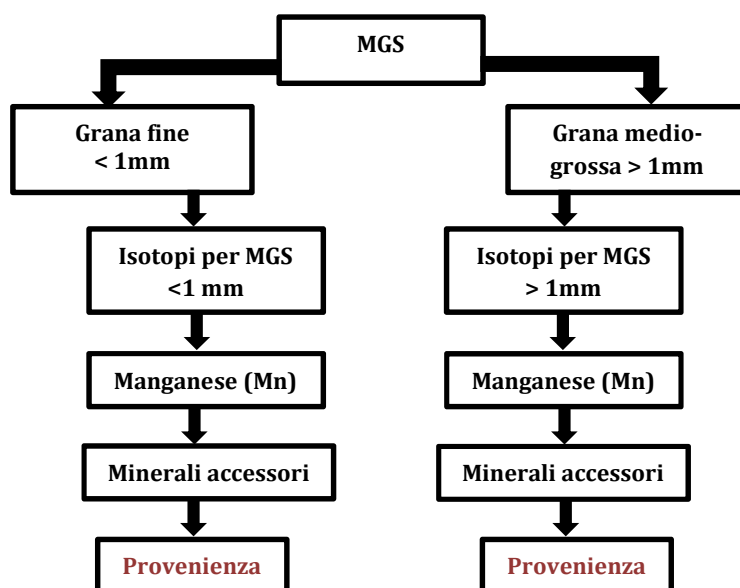 MGS
Grana fine
< 1mm
Grana medio-
grossa > 1mm
Isotopi per MGS
<1 mm
Isotopi per MGS
> 1mm
Manganese (Mn)
Manganese (Mn)
Minerali accessori
Minerali accessori
Provenienza
Provenienza